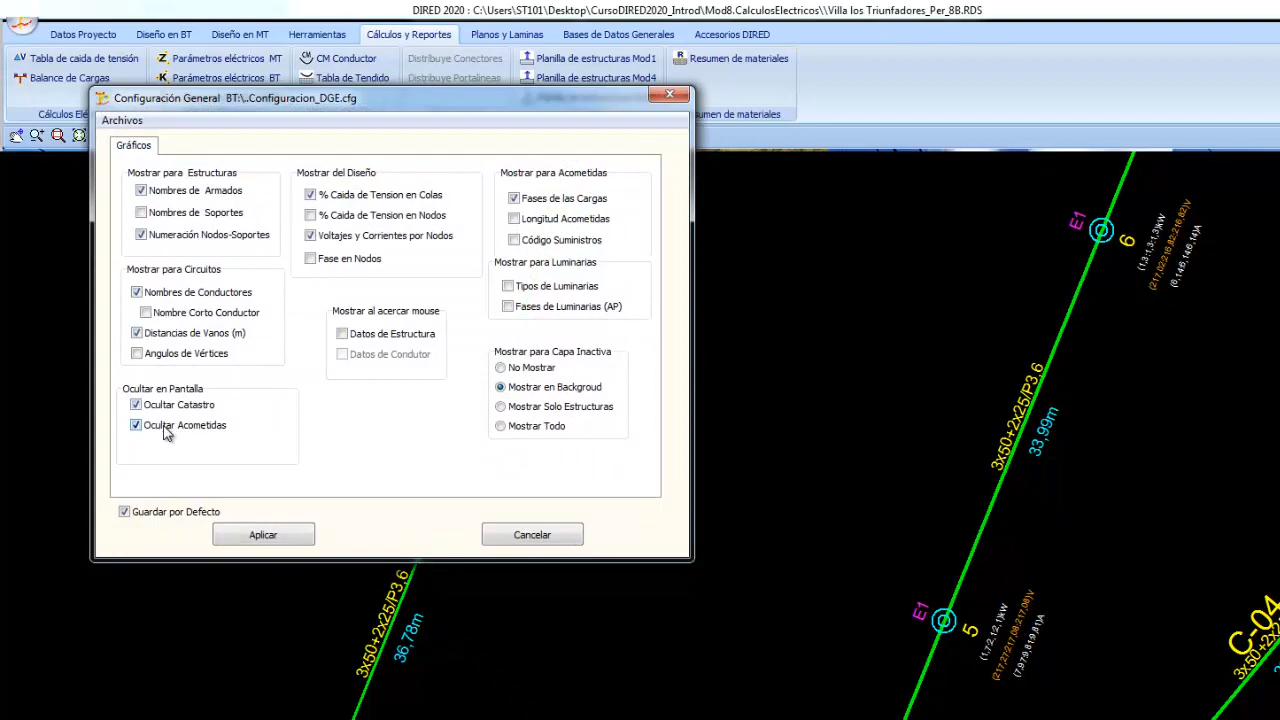 DIRED 2020 : C:\Users\ST101\Desktop\CursoDIRED2020_Introd\Mod8.CalculosElectricos\\Villa los Triunfadores_Per_8B.RDS
Datos Proyecto Diseño en BT Diseño en MT Herramientas Cálculos y Reportes Planos y Laminas Bases de Datos Generales Accesorios DIRED
Tabla de caida de tensión Parámetros eléctricos MT CM Conductor Distribuye Conectores Planilla de estructuras Mod1 Resumen de materiales
Balance de Cargas Parámetros eléctricos BT Tabla de Tendido Distribuye Portalineas Planilla de estructuras Mod4
Cálculos Elé
umen de materiales
Configuración General BT:\..Configuracion_DGE.cfg
Archivos
Gráficos
Mostrar para Estructuras
Nombres de Armados
Nombres de Soportes
Numeración Nodos-Soportes
Mostrar para Circuitos
Nombres de Conductores
Nombre Corto Conductor
Distancias de Vanos (m)
Angulos de Vértices
Ocultar en Pantalla
Ocultar Catastro
Ocultar Acometidas
Mostrar del Diseño
% Caida de Tension en Colas
% Caida de Tension en Nodos
Voltajes y Corrientes por Nodos
Fase en Nodos
Mostrar al acercar mouse
Datos de Estructura
Datos de Condutor
Mostrar para Acometidas
Fases de las Cargas
Longitud Acometidas
Código Suministros
Mostrar para Luminarias
Tipos de Luminarias
Fases de Luminarias (AP)
Mostrar para Capa Inactiva
No Mostrar
Mostrar en Backgroud
Mostrar Solo Estructuras
Mostrar Todo
Guardar por Defecto
Aplicar Cancelar
E1
6
3x50+2x25/P3,6
33,99m
E1
5
3x50+2x25/P3,6
36,78m
C-04